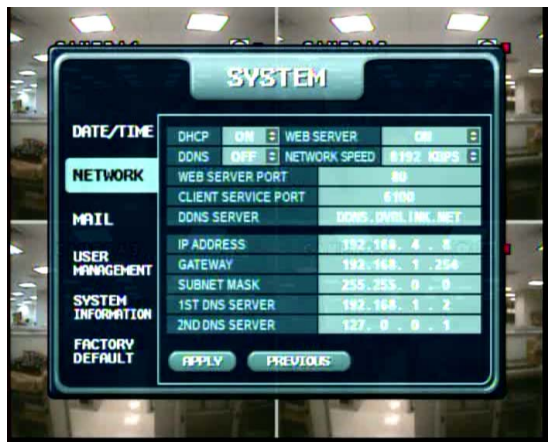 SYSTEM
DATE/TIME
NETWORK
MAIL
USER
MANAGEMENT
SYSTEM
INFORMATION
FACTORY
DEFAULT
DHCP ON WEB SERVER ON
DDNS OFF NETWORK SPEED 8192 KBPS
WEB SERVER PORT 80
CLIENT SERVICE PORT 6100
DDNS SERVER DDNS.DVRLINK.NET
IP ADDRESS 192.168. 4 . 8
GATEWAY 192.168. 1 .254
SUBNET MASK 255.255. 0 . 0
1ST DNS SERVER 192.168. 1 . 2
2ND DNS SERVER 127. 0 . 0 . 1
APPLY PREVIOUS